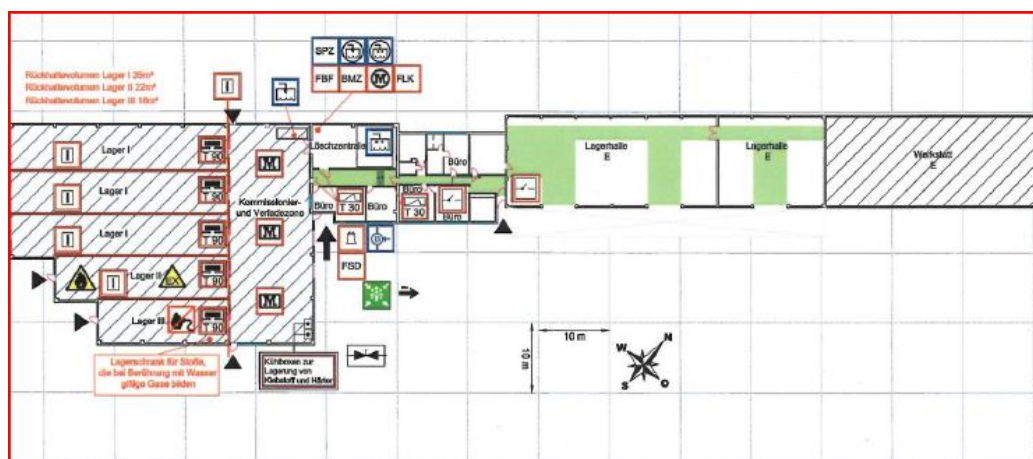 Rückhaltevolumen Lager I 35m³
Rückhaltevolumen Lager II 22m³
Rückhaltevolumen Lager III 18m³
SPZ
FBF
BMZ
M
FLK
Löschzentrale
Lager I
T 90
Lager I
T 90
Lager I
T 90
Lager II
EX
T 90
Lager III
T 90
M
M
M
Kommissionier-
und Verladezone
Büro
T 30
Büro
Büro
Büro
T 30
Büro
FSD
Lagerhalle
E
Lagerhalle
E
Werkstatt
E
Lagerschrank für Stoffe,
die bei Berührung mit Wasser
giftige Gase bilden
Kühlboxen zur
Lagerung von
Klebstoff und Härter
10 m
10 m
N
W
S
O